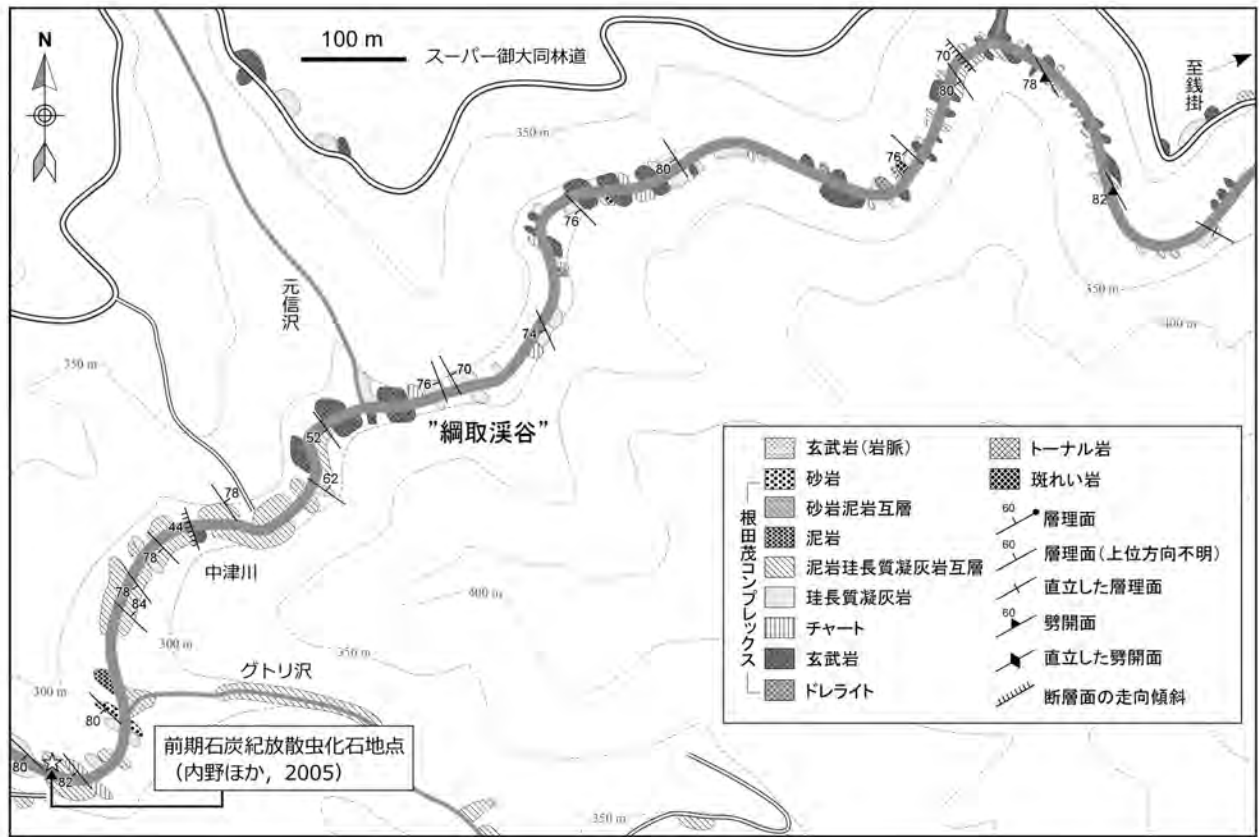 N
100 m
スーパー御大同林道
至銭掛
350 m
70
80
78
76
80
82
76
350 m
400 m
元信沢
74
350 m
76
70
"綱取渓谷"
52
62
78
44
78
中津川
78
84
400 m
300 m
350 m
グトリ沢
300 m
80
前期石炭紀放散虫化石地点
(内野ほか, 2005)
80
82
350 m
根田茂コンプレックス
玄武岩(岩脈)
砂岩
砂岩泥岩互層
泥岩
泥岩珪長質凝灰岩互層
珪長質凝灰岩
チャート
玄武岩
ドレライト
トーナル岩
斑れい岩
60 層理面
60 層理面(上位方向不明)
直立した層理面
60 劈開面
直立した劈開面
断層面の走向傾斜